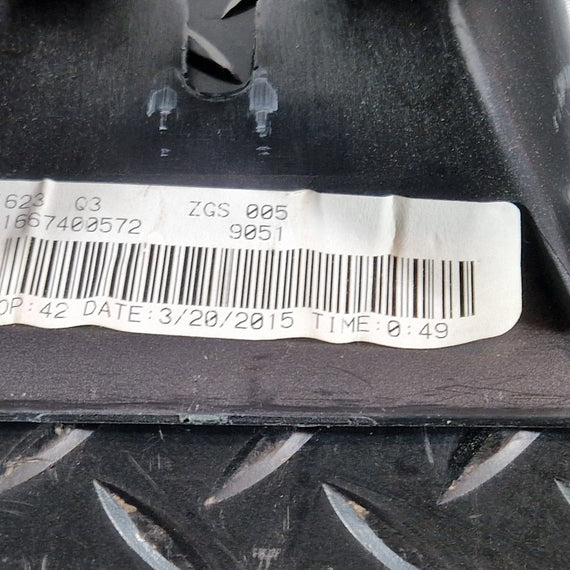 623 Q3 ZGS 005
1667400572 9051
OP:42 DATE:3/20/2015 TIME:0:49